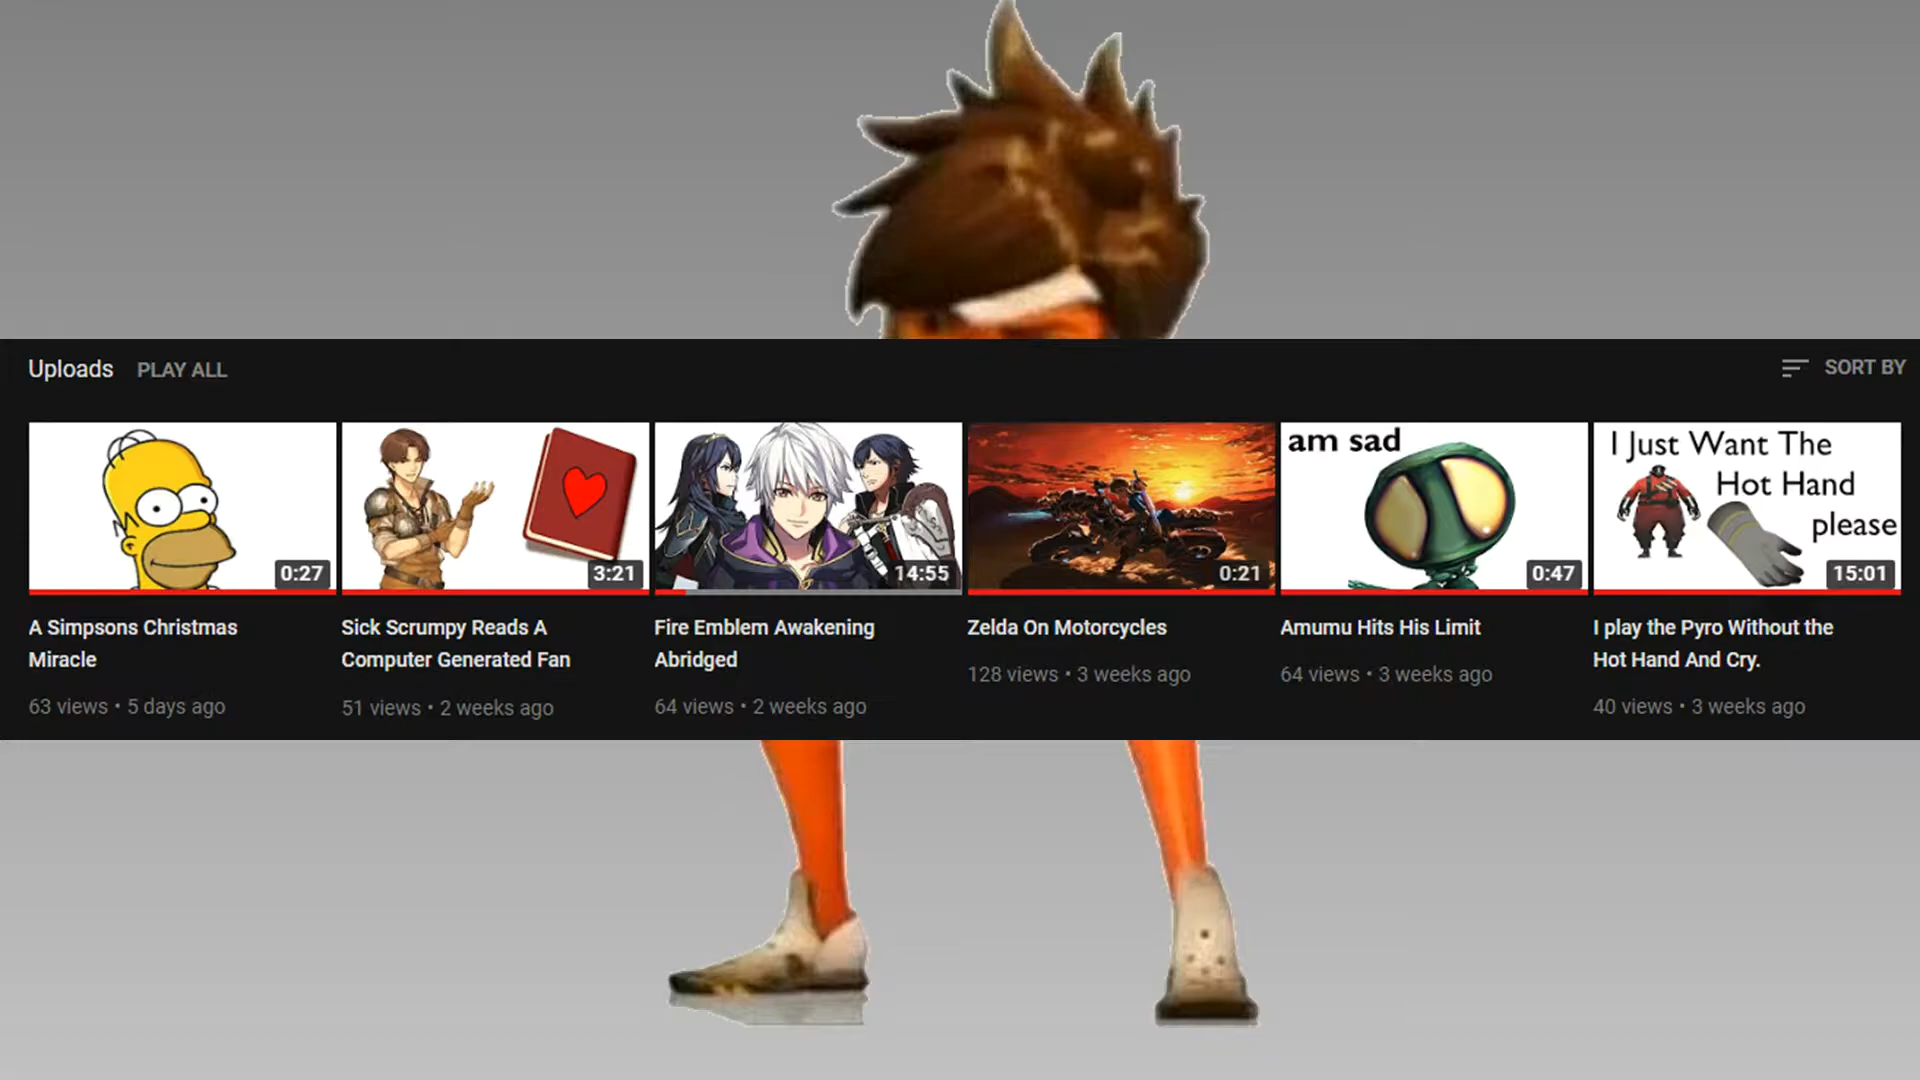 Uploads PLAY ALL SORT BY
am sad
I Just Want The
Hot Hand
please
0:27 3:21 14:55 0:21 0:47 15:01
A Simpsons Christmas
Miracle
63 views • 5 days ago
Sick Scrumpy Reads A
Computer Generated Fan
51 views • 2 weeks ago
Fire Emblem Awakening
Abridged
64 views • 2 weeks ago
Zelda On Motorcycles
128 views • 3 weeks ago
Amumu Hits His Limit
64 views • 3 weeks ago
I play the Pyro Without the
Hot Hand And Cry.
40 views • 3 weeks ago